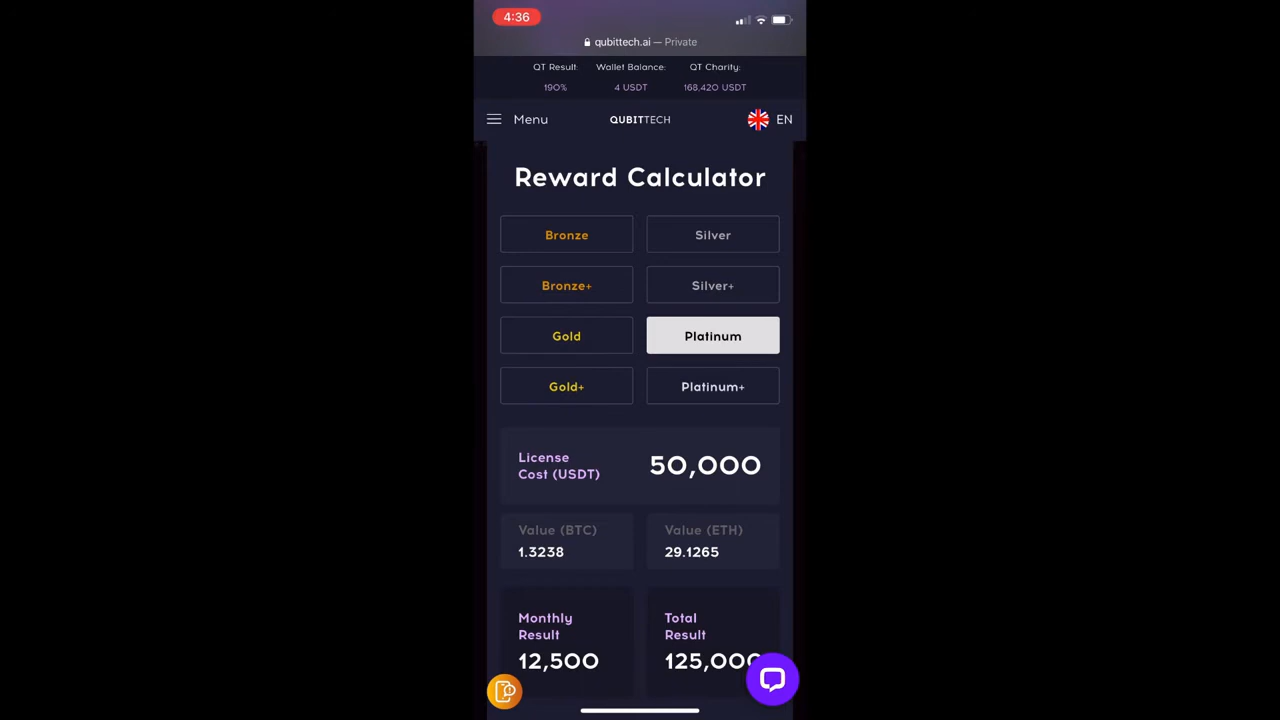 4:36
qubittech.ai — Private
QT Result: Wallet Balance: QT Charity:
190% 4 USDT 168,420 USDT
Menu QUBITTECH EN
Reward Calculator
Bronze Silver
Bronze+ Silver+
Gold Platinum
Gold+ Platinum+
License
Cost (USDT) 50,000
Value (BTC) Value (ETH)
1.3238 29.1265
Monthly Total
Result Result
12,500 125,000